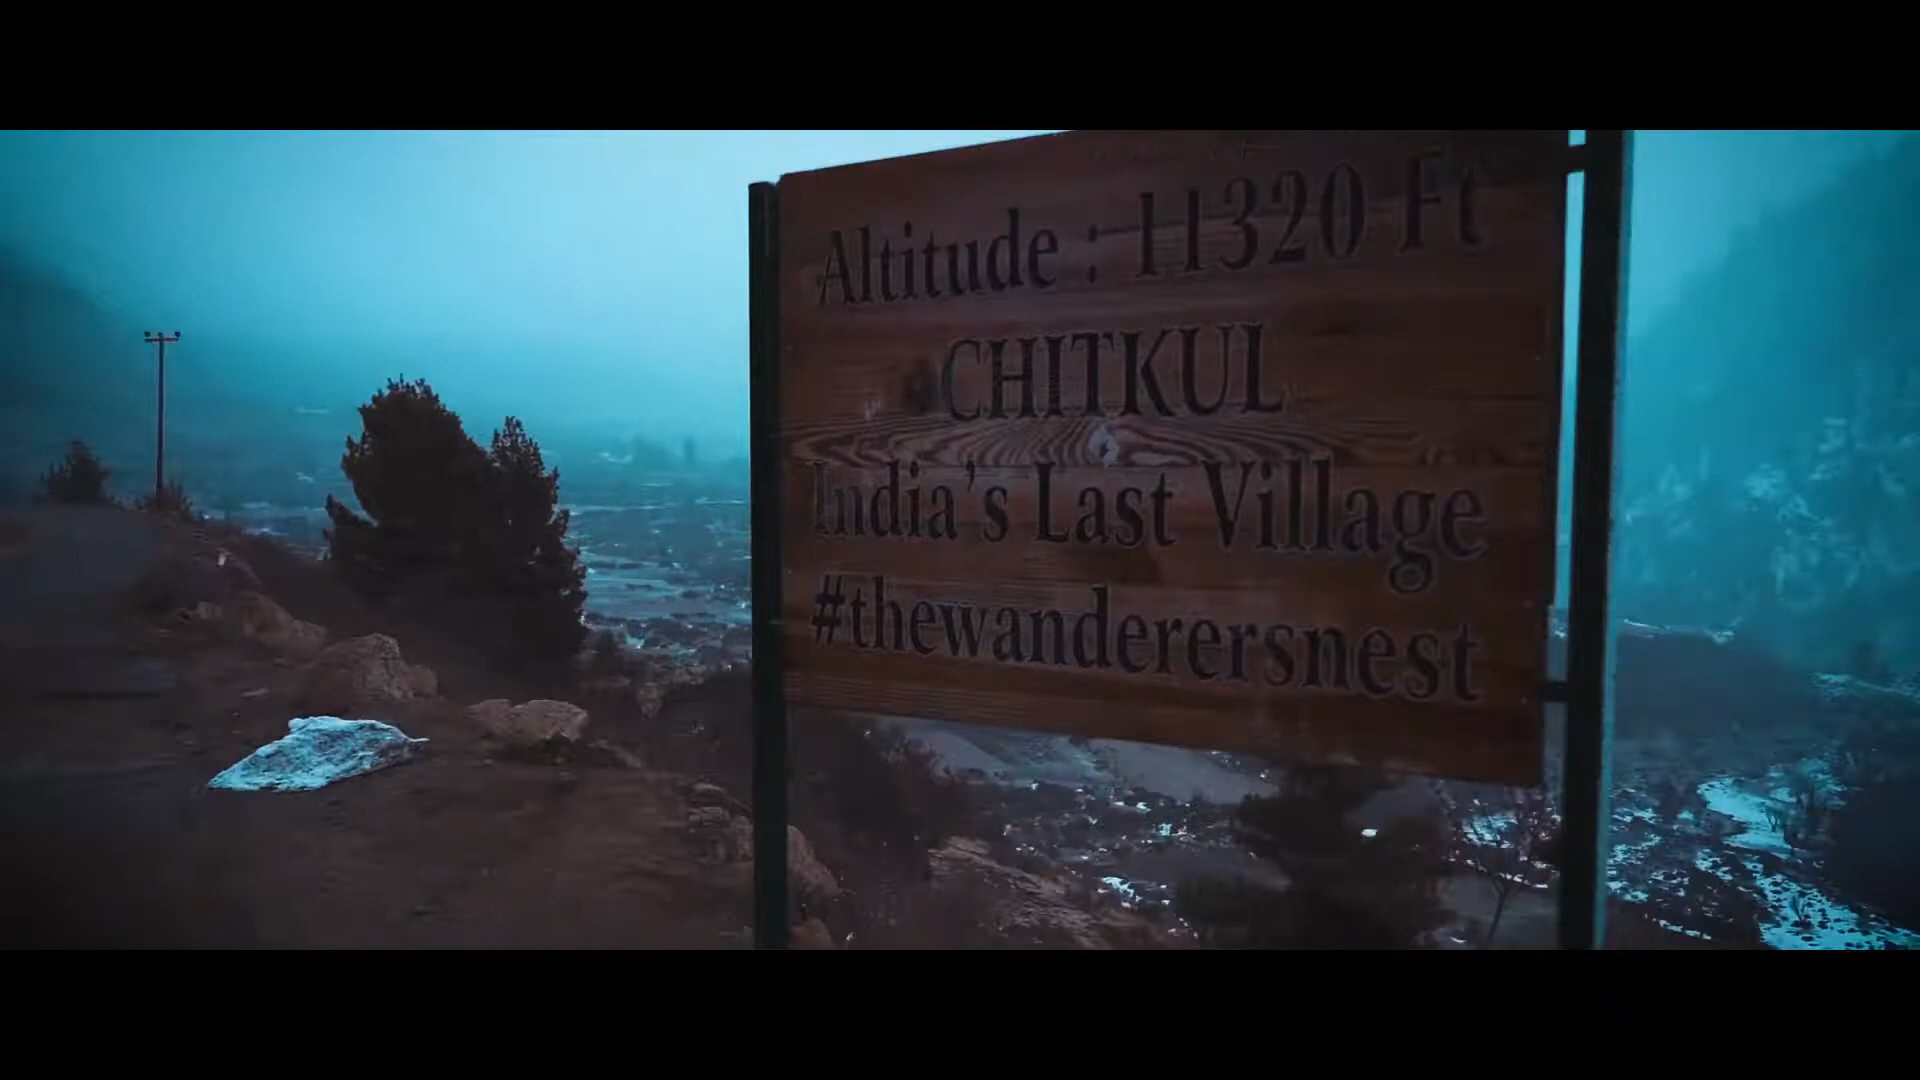 Altitude : 11320 Ft
CHITKUL
India's Last Village
#thewanderersnest